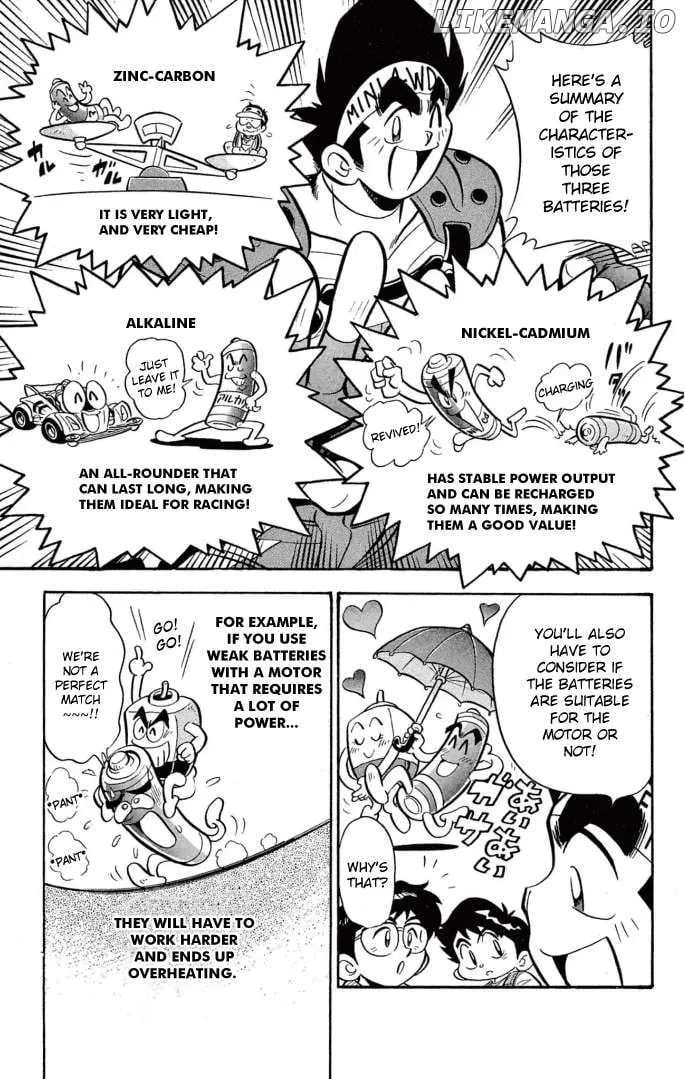 LIKEMANGA.IO
HERE'S A
SUMMARY
OF THE
CHARACTER-
ISTICS OF
THOSE
THREE
BATTERIES!
ZINC-CARBON
IT IS VERY LIGHT,
AND VERY CHEAP!
ALKALINE
JUST
LEAVE IT
TO ME!
AN ALL-ROUNDER THAT
CAN LAST LONG, MAKING
THEM IDEAL FOR RACING!
NICKEL-CADMIUM
CHARGING
REVIVED!
HAS STABLE POWER OUTPUT
AND CAN BE RECHARGED
SO MANY TIMES, MAKING
THEM A GOOD VALUE!
YOU'LL ALSO
HAVE TO
CONSIDER IF
THE BATTERIES
ARE SUITABLE
FOR THE
MOTOR OR
NOT!
WHY'S
THAT?
FOR EXAMPLE,
IF YOU USE
WEAK BATTERIES
WITH A MOTOR
THAT REQUIRES
A LOT OF
POWER...
GO!
GO!
WE'RE
NOT A
PERFECT
MATCH
~~~!!
*PANT*
*PANT*
THEY WILL HAVE TO
WORK HARDER
AND ENDS UP
OVERHEATING.